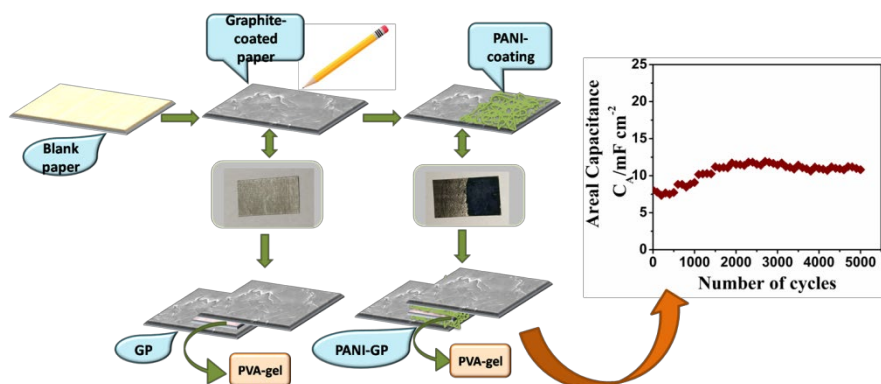 Graphite-
coated
paper
PANI-
coating
Blank
paper
GP
PVA-gel
PANI-GP
PVA-gel
Areal Capacitance
C_A/mF cm⁻²
25
20
15
10
5
0
0 1000 2000 3000 4000 5000
Number of cycles